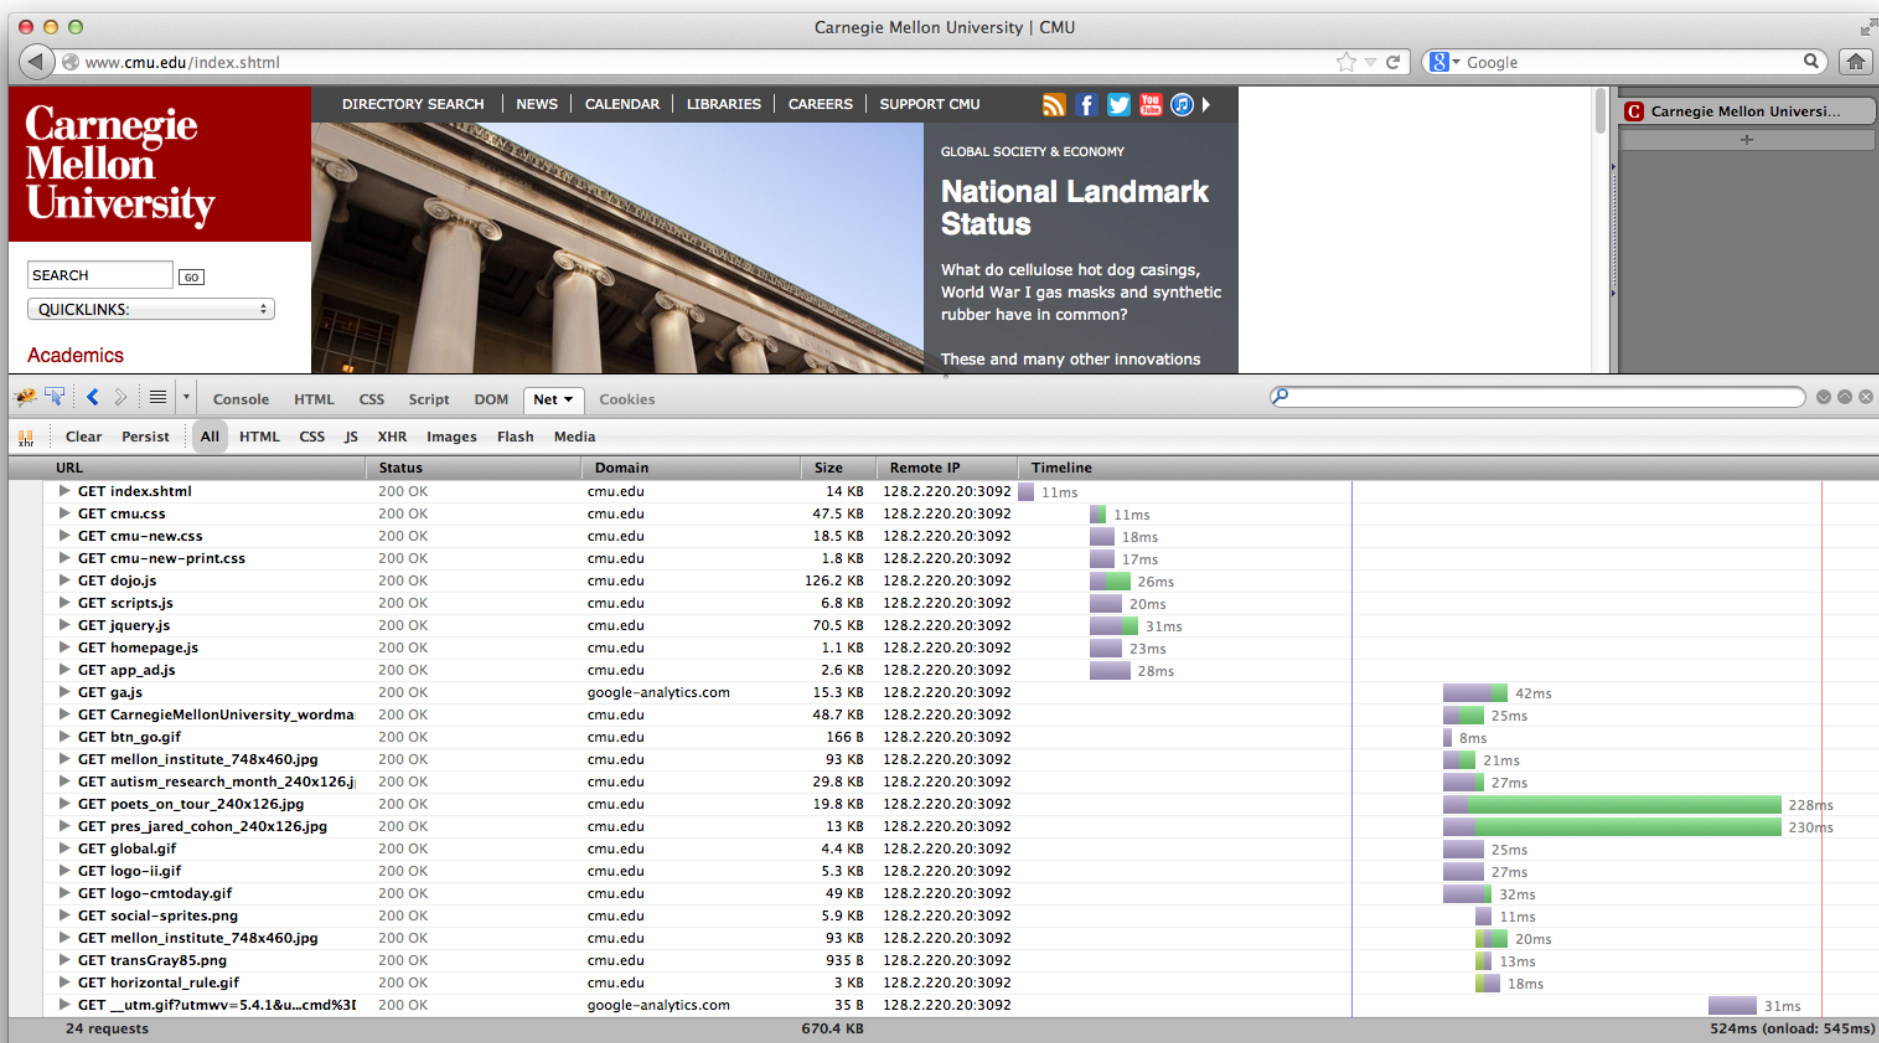 Carnegie Mellon University | CMU
www.cmu.edu/index.shtml
Google
Carnegie
Mellon
University
DIRECTORY SEARCH | NEWS | CALENDAR | LIBRARIES | CAREERS | SUPPORT CMU
You Tube
Carnegie Mellon Universi...
SEARCH
GO
QUICKLINKS:
Academics
GLOBAL SOCIETY & ECONOMY
National Landmark
Status
What do cellulose hot dog casings,
World War I gas masks and synthetic
rubber have in common?
These and many other innovations
Console HTML CSS Script DOM Net Cookies
xhr Clear Persist All HTML CSS JS XHR Images Flash Media
URL Status Domain Size Remote IP Timeline
GET index.shtml 200 OK cmu.edu 14 KB 128.2.220.20:3092 11ms
GET cmu.css 200 OK cmu.edu 47.5 KB 128.2.220.20:3092 11ms
GET cmu-new.css 200 OK cmu.edu 18.5 KB 128.2.220.20:3092 18ms
GET cmu-new-print.css 200 OK cmu.edu 1.8 KB 128.2.220.20:3092 17ms
GET dojo.js 200 OK cmu.edu 126.2 KB 128.2.220.20:3092 26ms
GET scripts.js 200 OK cmu.edu 6.8 KB 128.2.220.20:3092 20ms
GET jquery.js 200 OK cmu.edu 70.5 KB 128.2.220.20:3092 31ms
GET homepage.js 200 OK cmu.edu 1.1 KB 128.2.220.20:3092 23ms
GET app_ad.js 200 OK cmu.edu 2.6 KB 128.2.220.20:3092 28ms
GET ga.js 200 OK google-analytics.com 15.3 KB 128.2.220.20:3092 42ms
GET CarnegieMellonUniversity_wordma 200 OK cmu.edu 48.7 KB 128.2.220.20:3092 25ms
GET btn_go.gif 200 OK cmu.edu 166 B 128.2.220.20:3092 8ms
GET mellon_institute_748x460.jpg 200 OK cmu.edu 93 KB 128.2.220.20:3092 21ms
GET autism_research_month_240x126.j 200 OK cmu.edu 29.8 KB 128.2.220.20:3092 27ms
GET poets_on_tour_240x126.jpg 200 OK cmu.edu 19.8 KB 128.2.220.20:3092 228ms
GET pres_jared_cohon_240x126.jpg 200 OK cmu.edu 13 KB 128.2.220.20:3092 230ms
GET global.gif 200 OK cmu.edu 4.4 KB 128.2.220.20:3092 25ms
GET logo-ii.gif 200 OK cmu.edu 5.3 KB 128.2.220.20:3092 27ms
GET logo-cmtoday.gif 200 OK cmu.edu 49 KB 128.2.220.20:3092 32ms
GET social-sprites.png 200 OK cmu.edu 5.9 KB 128.2.220.20:3092 11ms
GET mellon_institute_748x460.jpg 200 OK cmu.edu 93 KB 128.2.220.20:3092 20ms
GET transGray85.png 200 OK cmu.edu 935 B 128.2.220.20:3092 13ms
GET horizontal_rule.gif 200 OK cmu.edu 3 KB 128.2.220.20:3092 18ms
GET __utm.gif?utmwv=5.4.1&u...cmd%3D 200 OK google-analytics.com 35 B 128.2.220.20:3092 31ms
24 requests 670.4 KB 524ms (onload: 545ms)